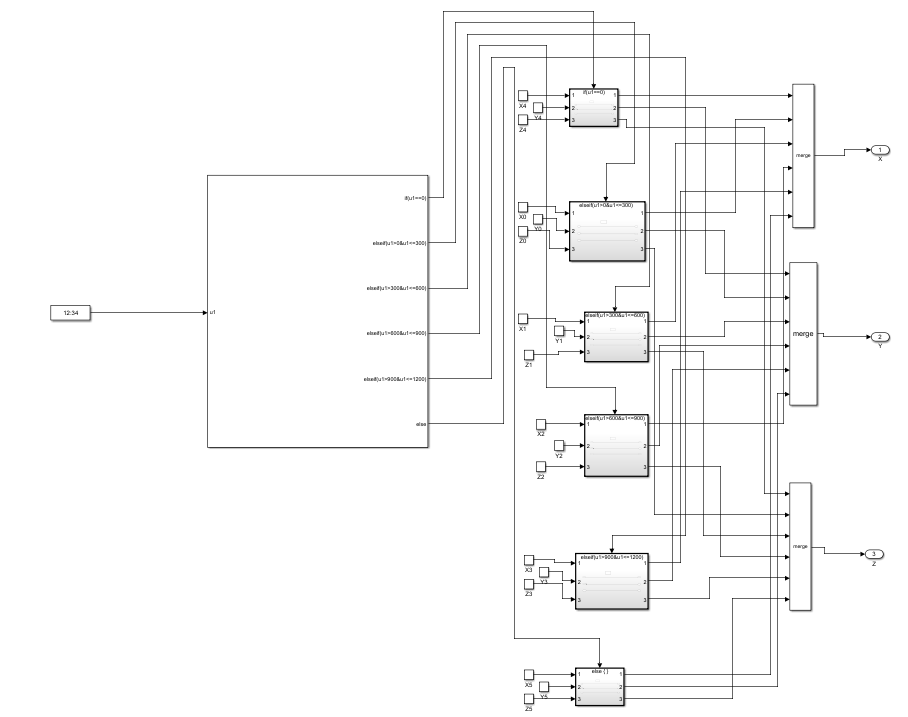 if(u1==0)
1
1
X4
2
2
Y4
3
3
Z4
merge
1
X
if(u1==0)
elseif(u1>0&u1<=300)
1
1
X0
2
2
Y0
3
3
Z0
elseif(u1>0&u1<=300)
elseif(u1>300&u1<=600)
12:34
u1
elseif(u1>300&u1<=600)
1
1
X1
2
2
Y1
3
3
Z1
elseif(u1>600&u1<=900)
merge
2
Y
elseif(u1>900&u1<=1200)
else
elseif(u1>600&u1<=900)
1
1
X2
2
2
Y2
3
3
Z2
merge
3
Z
elseif(u1>900&u1<=1200)
1
1
X3
2
2
Y3
3
3
Z3
else { }
1
1
X5
2
2
Y5
3
3
Z5